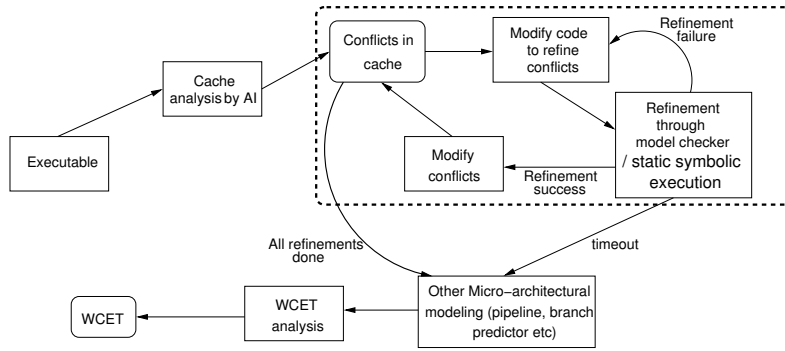 Conflicts in
cache
Modify code
to refine
conflicts
Refinement
failure
Cache
analysis by AI
Refinement
through
model checker
/ static symbolic
execution
Executable
Modify
conflicts
Refinement
success
All refinements
done
timeout
Other Micro−architectural
modeling (pipeline, branch
predictor etc)
WCET
analysis
WCET